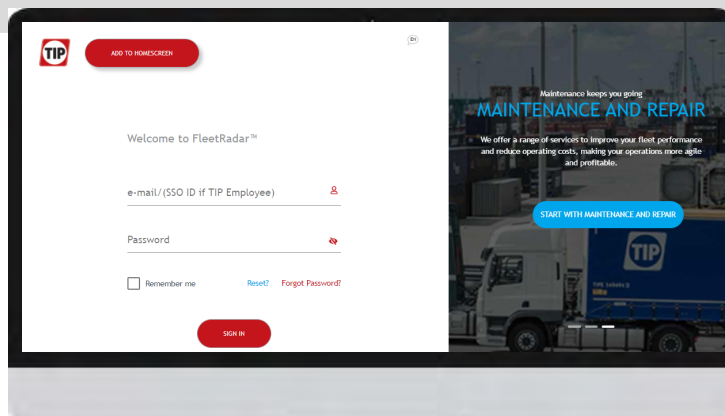 TIP
ADD TO HOMESCREEN
EN
Welcome to FleetRadar™
e-mail/(SSO ID if TIP Employee)
Password
Remember me
Reset?
Forgot Password?
SIGN IN
Maintenance keeps you going
MAINTENANCE AND REPAIR
We offer a range of services to improve your fleet performance
and reduce operating costs, making your operations more agile
and profitable.
START WITH MAINTENANCE AND REPAIR
TIP